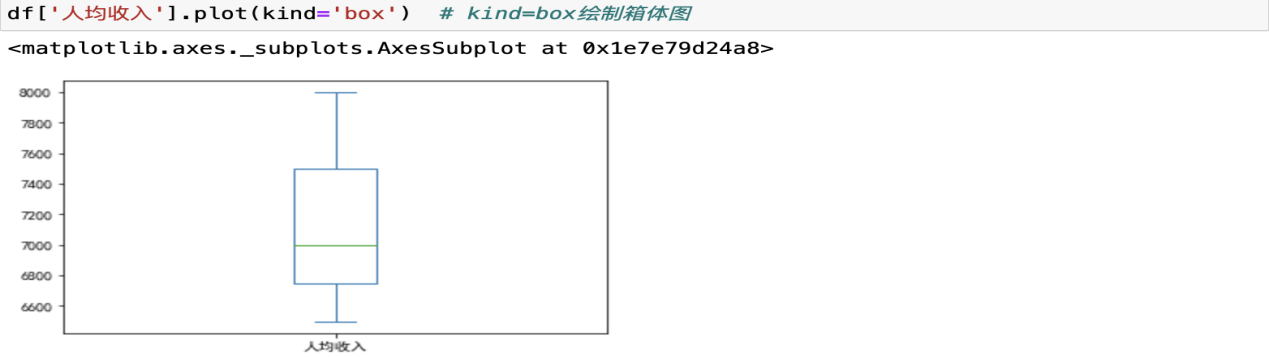 df['人均收入'].plot(kind='box')  # kind=box绘制箱体图
<matplotlib.axes._subplots.AxesSubplot at 0x1e7e79d24a8>
8000
7800
7600
7400
7200
7000
6800
6600
人均收入